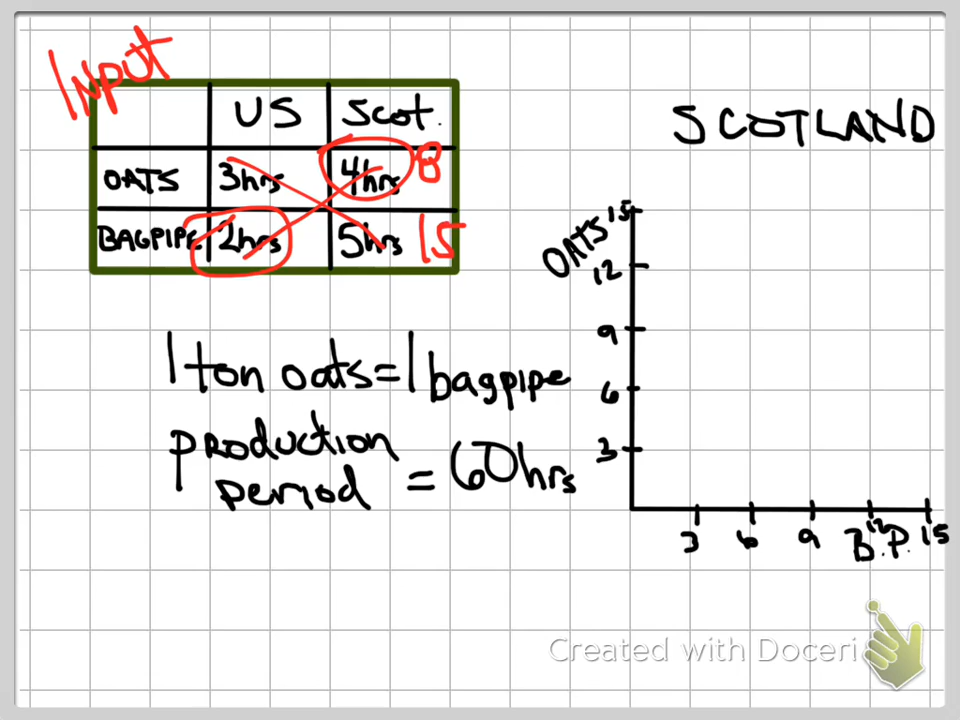 INPUT
US Scot.
OATS 3hrs 4hrs 8
BAGPIPE 2hrs 5hrs 15
1 ton oats = 1 bagpipe
production period = 60hrs
SCOTLAND
OATS
15
12
9
6
3
3 6 9 12 15
B.P.
Created with Doceri